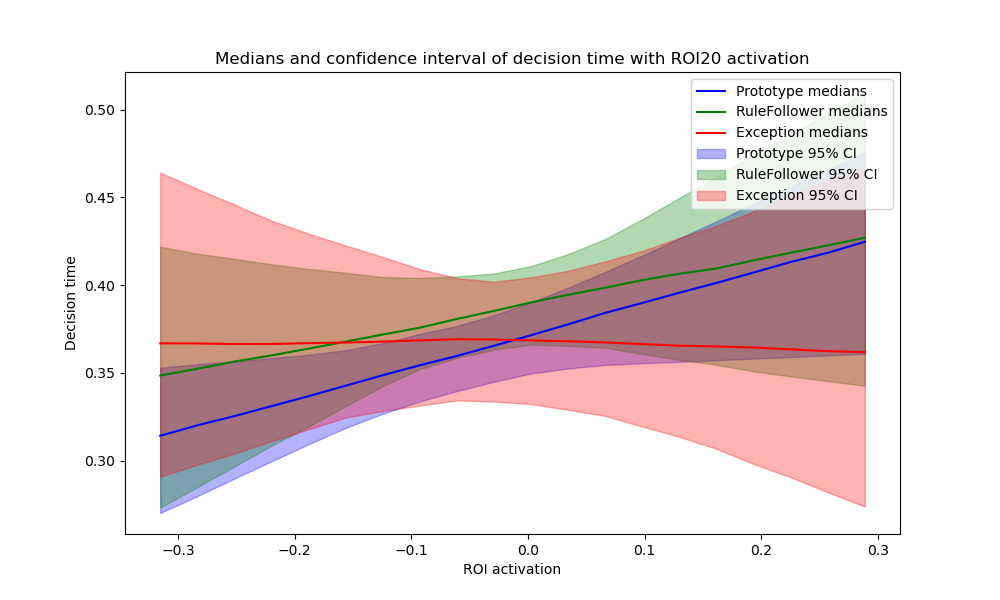 Medians and confidence interval of decision time with ROI20 activation
Prototype medians
RuleFollower medians
Exception medians
Prototype 95% CI
RuleFollower 95% CI
Exception 95% CI
0.50
0.45
0.40
0.35
0.30
Decision time
−0.3 −0.2 −0.1 0.0 0.1 0.2 0.3
ROI activation